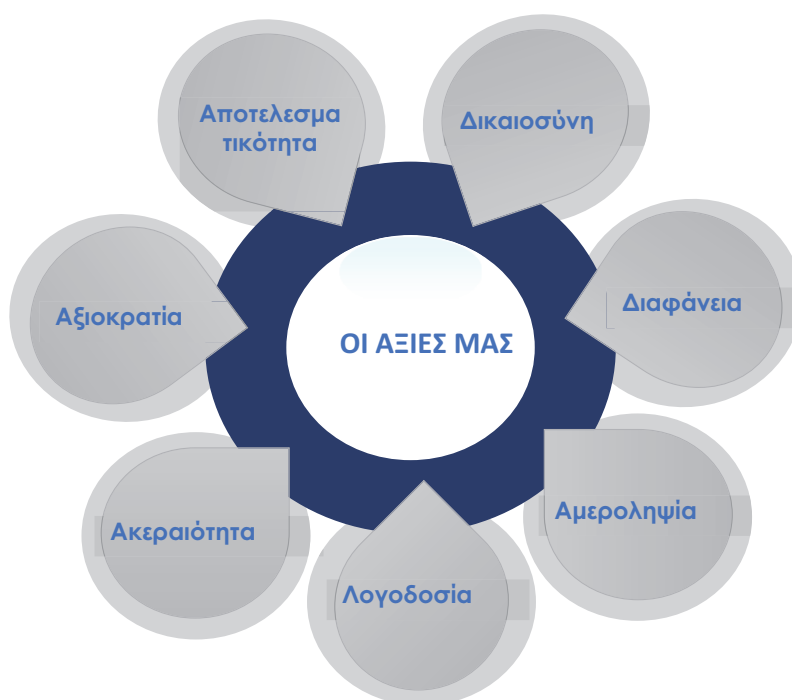 Αποτελεσμα
τικότητα
Δικαιοσύνη
Αξιοκρατία
Διαφάνεια
ΟΙ ΑΞΙΕΣ ΜΑΣ
Ακεραιότητα
Αμεροληψία
Λογοδοσία